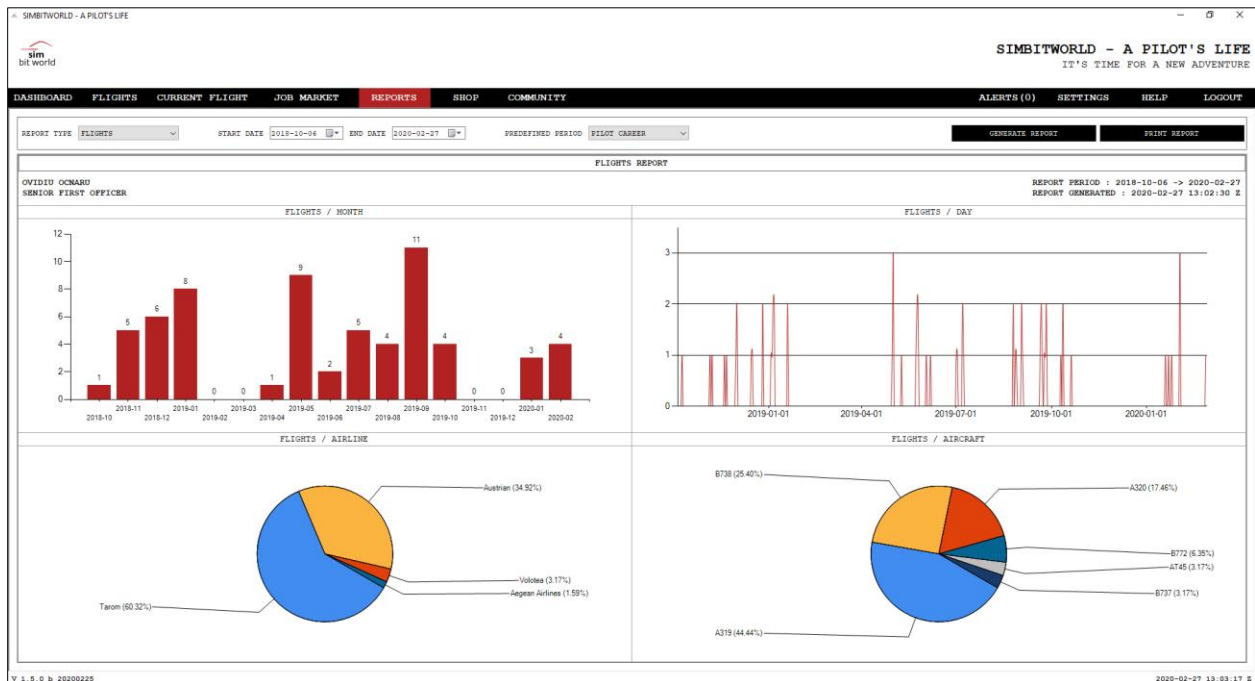 SIMBITWORLD - A PILOT'S LIFE
sim
bit world
SIMBITWORLD - A PILOT'S LIFE
IT'S TIME FOR A NEW ADVENTURE
DASHBOARD FLIGHTS CURRENT FLIGHT JOB MARKET REPORTS SHOP COMMUNITY ALERTS(0) SETTINGS HELP LOGOUT
REPORT TYPE FLIGHTS START DATE 2018-10-06 END DATE 2020-02-27 PREDEFINED PERIOD PILOT CAREER GENERATE REPORT PRINT REPORT
FLIGHTS REPORT
OVIDIU OCNARU
SENIOR FIRST OFFICER
REPORT PERIOD : 2018-10-06 -> 2020-02-27
REPORT GENERATED : 2020-02-27 13:02:30 Z
FLIGHTS / MONTH
12
10
8
6
4
2
0
1 5 6 8 0 0 1 9 2 5 4 11 4 0 0 3 4
2018-10 2018-11 2018-12 2019-01 2019-02 2019-03 2019-04 2019-05 2019-06 2019-07 2019-08 2019-09 2019-10 2019-11 2019-12 2020-01 2020-02
FLIGHTS / DAY
3
2
1
0
2019-01-01 2019-04-01 2019-07-01 2019-10-01 2020-01-01
FLIGHTS / AIRLINE
Austrian (34.92%)
Volotea (3.17%)
Aegean Airlines (1.59%)
Tarom (60.32%)
FLIGHTS / AIRCRAFT
B738 (25.40%)
A320 (17.46%)
B772 (6.35%)
AT45 (3.17%)
B737 (3.17%)
A319 (44.44%)
V 1.5.0 b 20200225
2020-02-27 13:03:17 Z